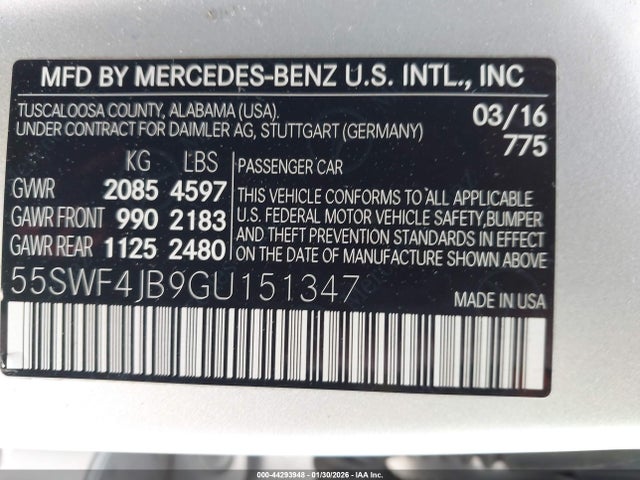 MFD BY MERCEDES-BENZ U.S. INTL., INC
TUSCALOOSA COUNTY, ALABAMA (USA).
UNDER CONTRACT FOR DAIMLER AG, STUTTGART (GERMANY)
03/16
775
KG LBS
GVWR 2085 4597
GAWR FRONT 990 2183
GAWR REAR 1125 2480
PASSENGER CAR
THIS VEHICLE CONFORMS TO ALL APPLICABLE
U.S. FEDERAL MOTOR VEHICLE SAFETY,BUMPER
AND THEFT PREVENTION STANDARDS IN EFFECT
ON THE DATE OF MANUFACTURE SHOWN ABOVE.
55SWF4JB9GU151347
MADE IN USA
000-44293948 - 01/30/2026 - IAA Inc.